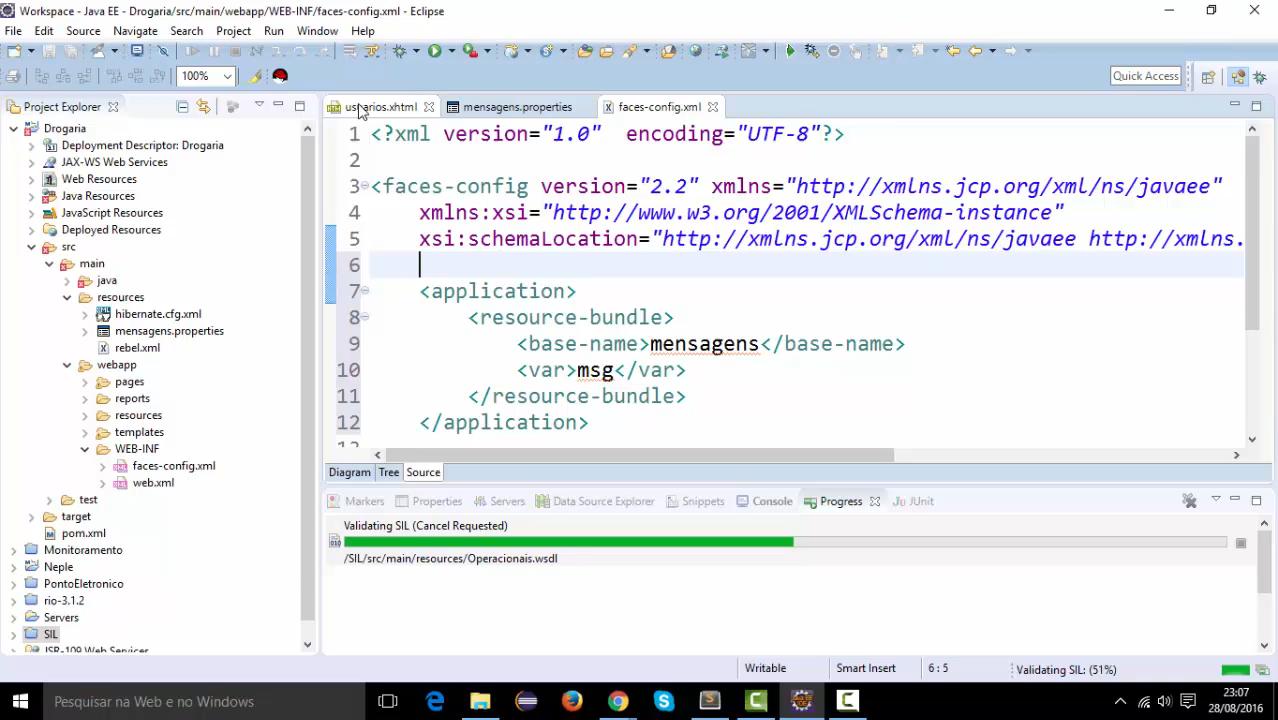 Workspace - Java EE - Drogaria/src/main/webapp/WEB-INF/faces-config.xml - Eclipse
File Edit Source Navigate Search Project Run Window Help
100% Quick Access
Project Explorer
usuarios.xhtml mensagens.properties faces-config.xml
Drogaria
Deployment Descriptor: Drogaria
JAX-WS Web Services
Web Resources
Java Resources
JavaScript Resources
Deployed Resources
src
main
java
resources
hibernate.cfg.xml
mensagens.properties
rebel.xml
webapp
pages
reports
resources
templates
WEB-INF
faces-config.xml
web.xml
test
target
pom.xml
Monitoramento
Neple
PontoEletronico
rio-3.1.2
Servers
SIL
JSR-109 Web Services
1 <?xml version="1.0"  encoding="UTF-8"?>
2
3 <faces-config version="2.2" xmlns="http://xmlns.jcp.org/xml/ns/javaee"
4 xmlns:xsi="http://www.w3.org/2001/XMLSchema-instance"
5 xsi:schemaLocation="http://xmlns.jcp.org/xml/ns/javaee http://xmlns.
6
7 <application>
8 <resource-bundle>
9 <base-name>mensagens</base-name>
10 <var>msg</var>
11 </resource-bundle>
12 </application>
13
Diagram Tree Source
Markers Properties Servers Data Source Explorer Snippets Console Progress JUnit
Validating SIL (Cancel Requested)
/SIL/src/main/resources/Operacionais.wsdl
Writable Smart Insert 6 : 5 Validating SIL: (51%)
Pesquisar na Web e no Windows
23:07
28/08/2016